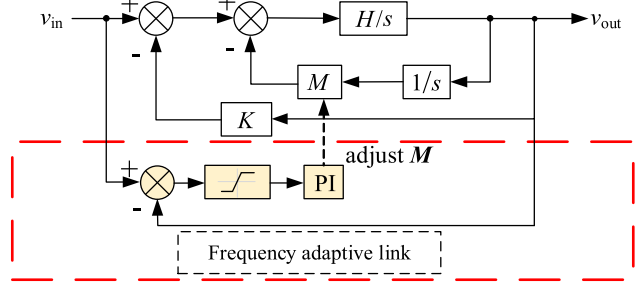 v_in + + H/s v_out
- -
M 1/s
K
adjust M
+
PI
-
Frequency adaptive link